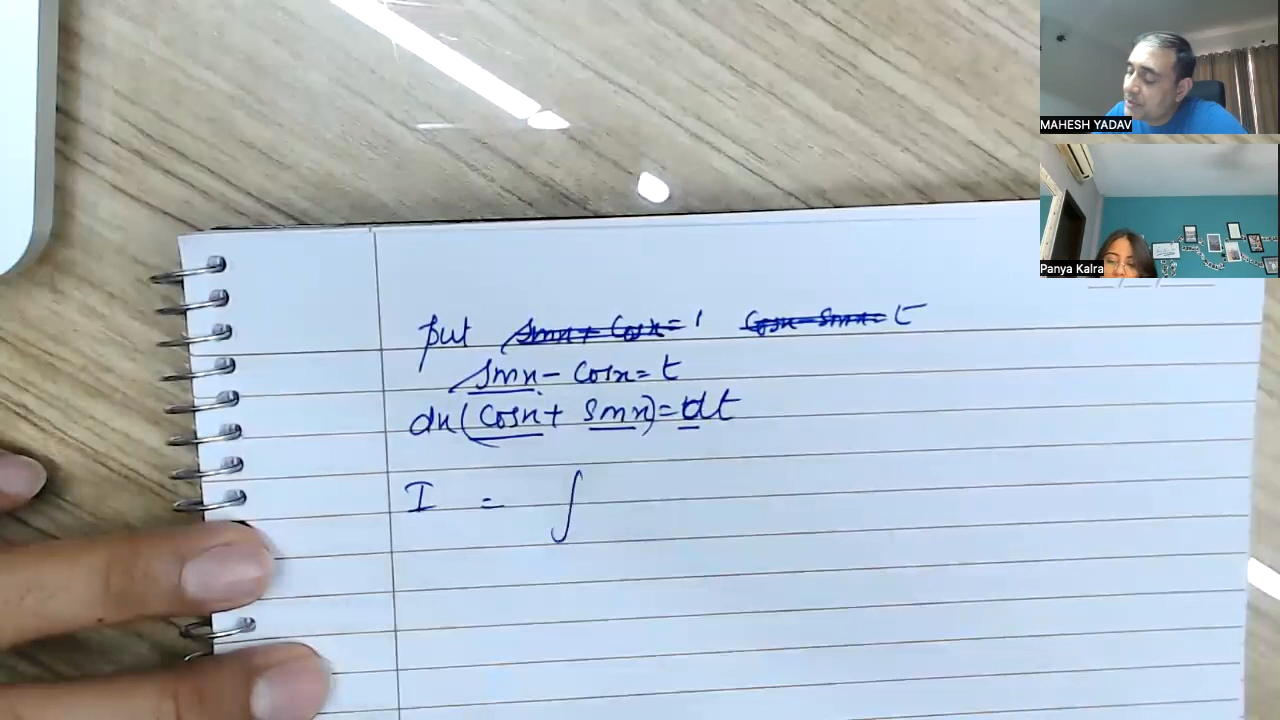 put sinx + cosx = 1 cosx - sinx = t
sinx - cosx = t
dx (cosx + sinx) = dt
I = ∫
MAHESH YADAV
Panya Kalra